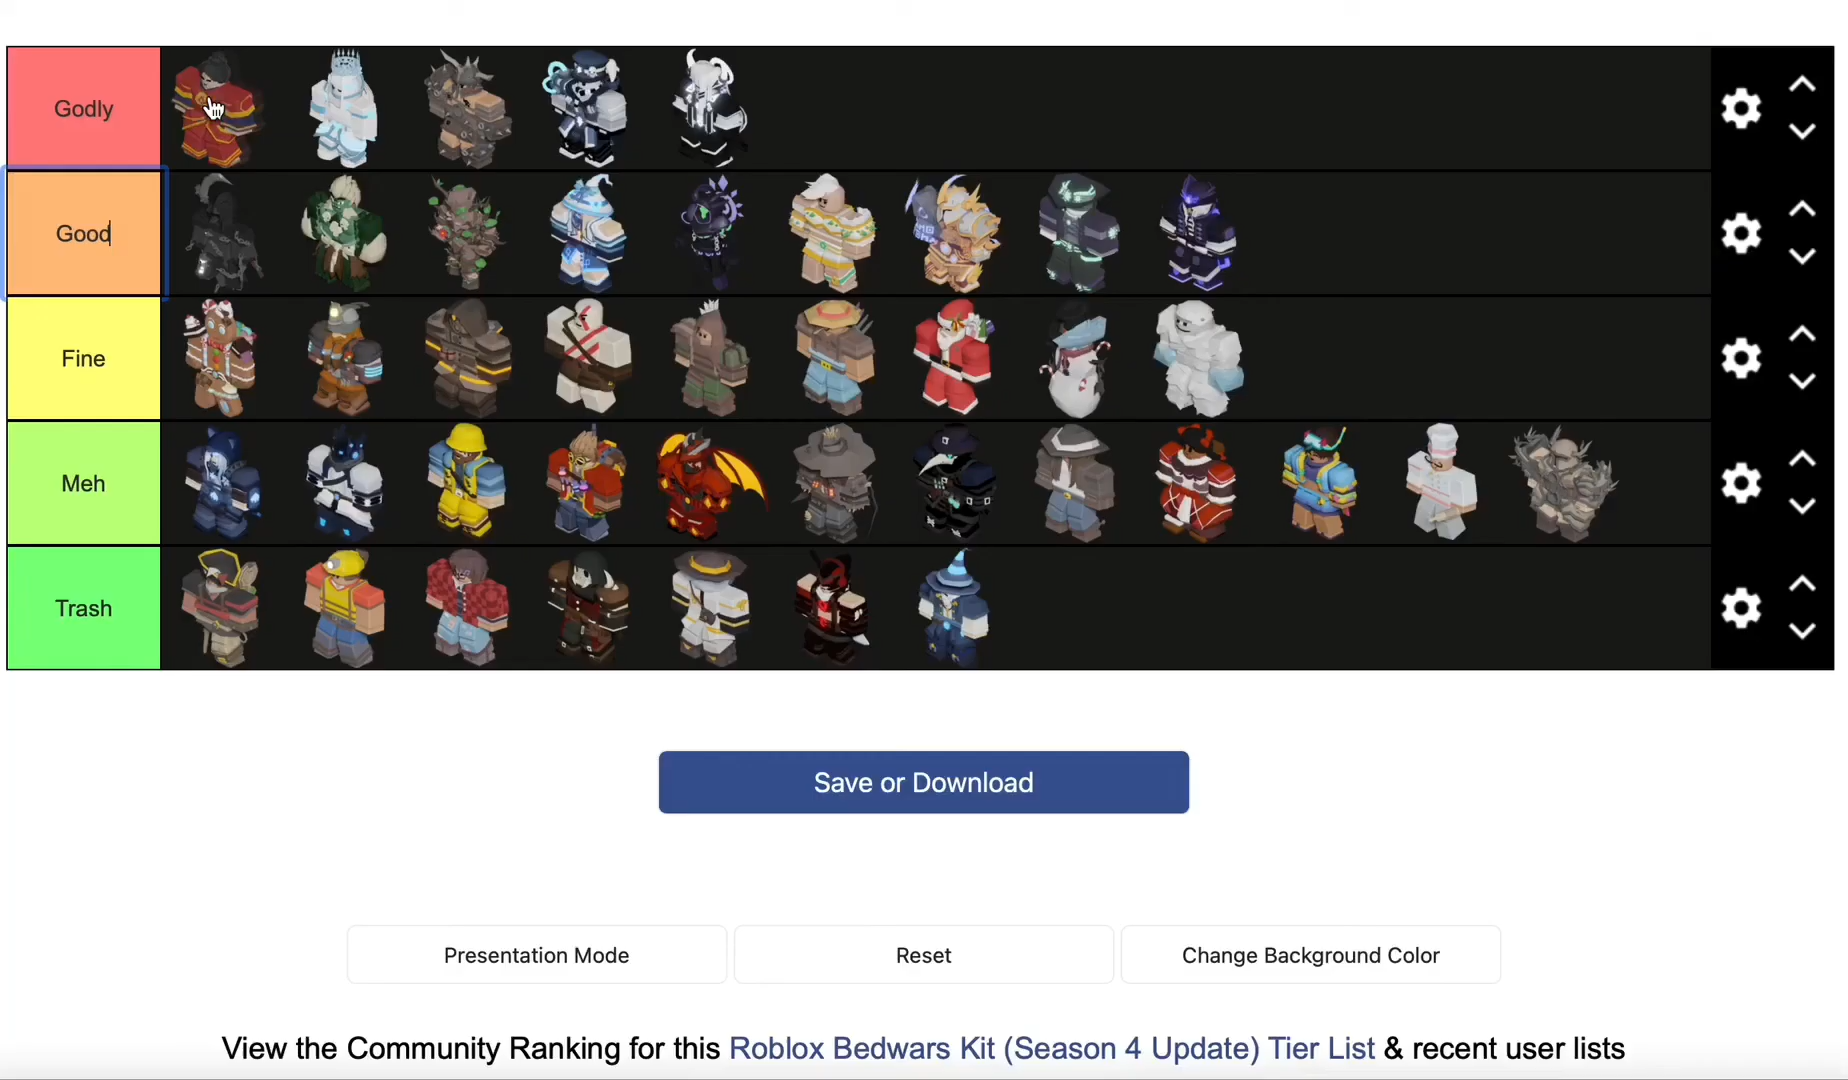 Godly
Good
Fine
Meh
Trash
Save or Download
Presentation Mode
Reset
Change Background Color
View the Community Ranking for this Roblox Bedwars Kit (Season 4 Update) Tier List & recent user lists